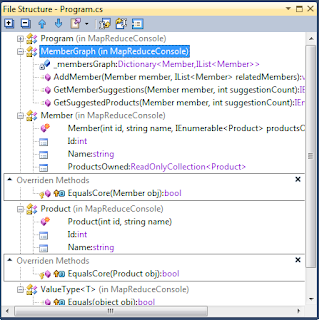 File Structure - Program.cs
Program (in MapReduceConsole)
MemberGraph (in MapReduceConsole)
_membersGraph:Dictionary<Member,IList<Member>>
AddMember(Member member, IList<Member> relatedMembers):v
GetMemberSuggestions(Member member, int suggestionCount):IEn
GetSuggestedProducts(Member member, int suggestionCount):IEn
Member (in MapReduceConsole)
Member(int id, string name, IEnumerable<Product> productsO
Id:int
Name:string
ProductsOwned:ReadOnlyCollection<Product>
Overriden Methods
EqualsCore(Member obj):bool
Product (in MapReduceConsole)
Product(int id, string name)
Id:int
Name:string
Overriden Methods
EqualsCore(Product obj):bool
ValueType<T> (in MapReduceConsole)
Equals(object obj):bool